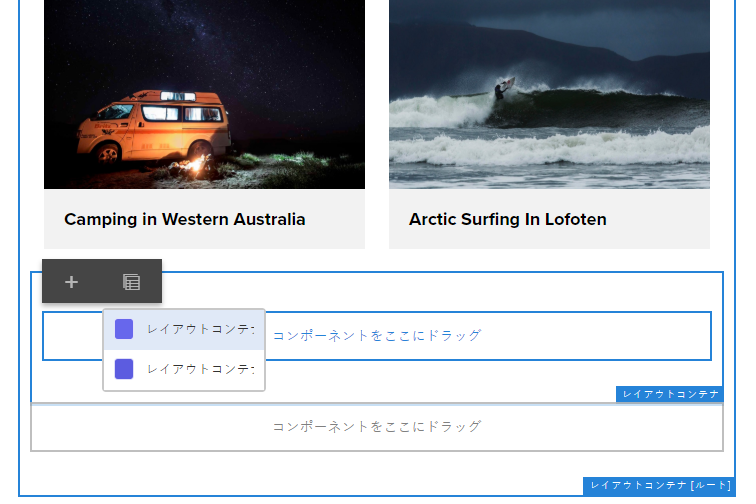 Camping in Western Australia
Arctic Surfing In Lofoten
レイアウトコンテ
コンポーネントをここにドラッグ
レイアウトコンテ
レイアウトコンテナ
コンポーネントをここにドラッグ
レイアウトコンテナ [ルート]